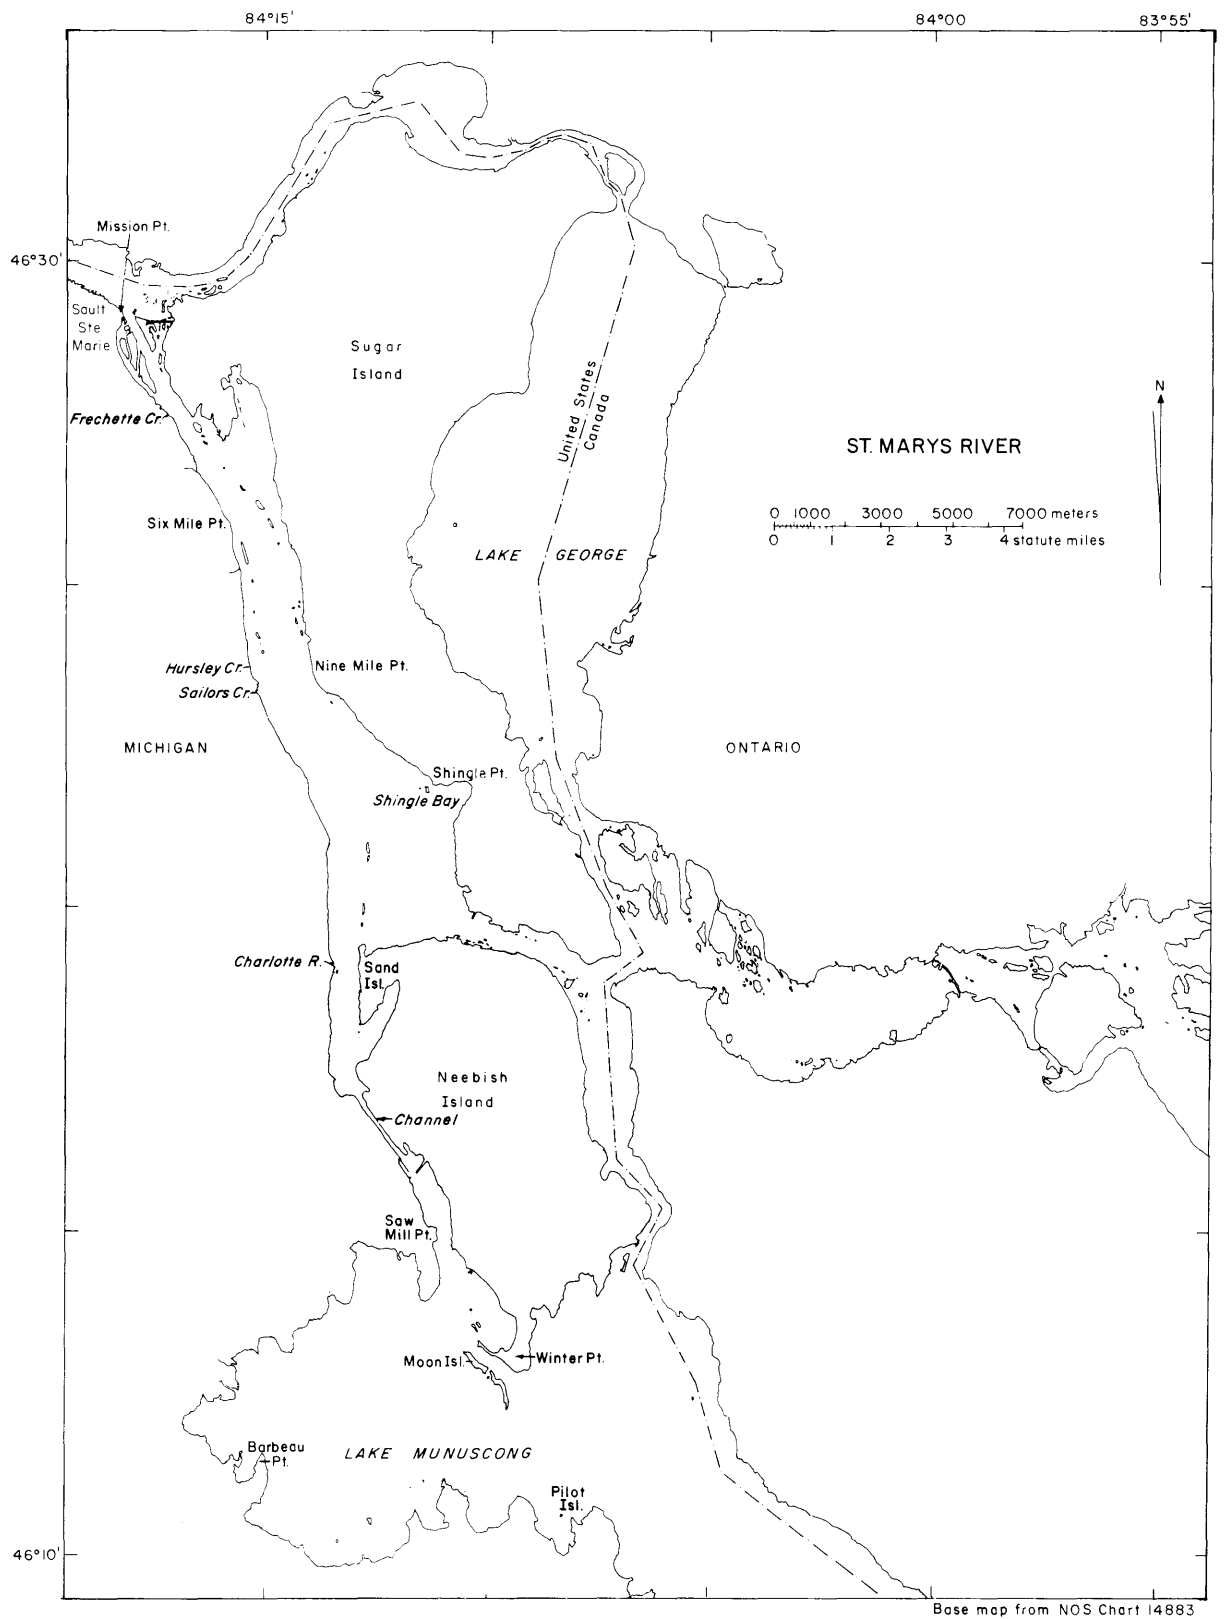 84°15'
84°00
83°55'
Mission Pt.
46°30'
Sault
Ste
Marie
Sugar
Island
N
Frechette Cr.
United States
Canada
ST. MARYS RIVER
0 1000 3000 5000 7000 meters
0 1 2 3 4 statute miles
Six Mile Pt.
LAKE GEORGE
Hursley Cr.
Nine Mile Pt.
Sailors Cr.
MICHIGAN
ONTARIO
Shingle Pt.
Shingle Bay
Charlotte R.
Sand
Isl.
Neebish
Island
Channel
Saw
Mill Pt.
Moon Isl.
Winter Pt.
Barbeau
Pt.
LAKE MUNUSCONG
Pilot
Isl.
46°10'
Base map from NOS Chart 14883